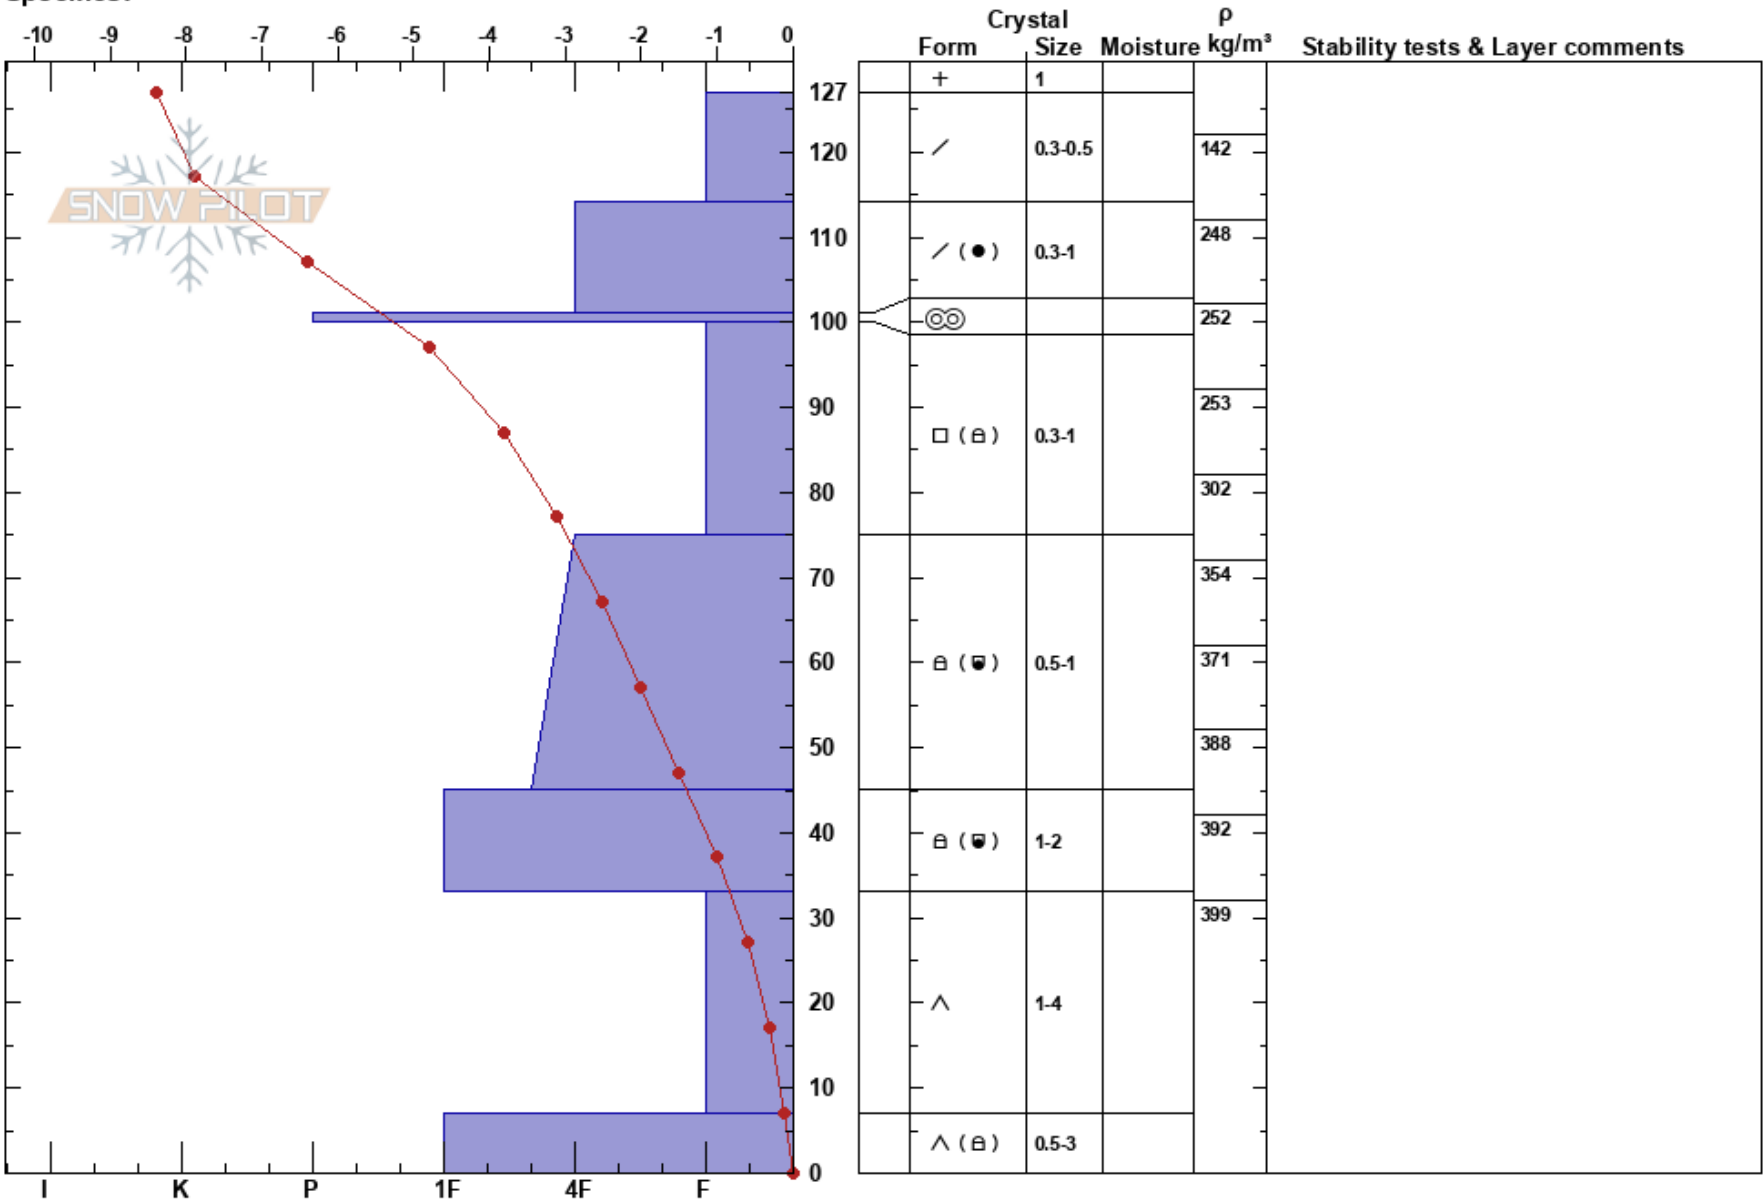 -10 -9 -8 -7 -6 -5 -4 -3 -2 -1 0
Crystal
ρ
Form Size Moisture kg/m³ Stability tests & Layer comments
+ 1
127
120 / 0.3-0.5 142
SNOW PILOT
110 248
/ (●) 0.3-1
100 252
90 253
0.3-1
80 302
70 354
60 371
0.5-1
50 388
40 392
1-2
30 399
20 ∧ 1-4
10
∧ 0.5-3
0
I K P 1F 4F F